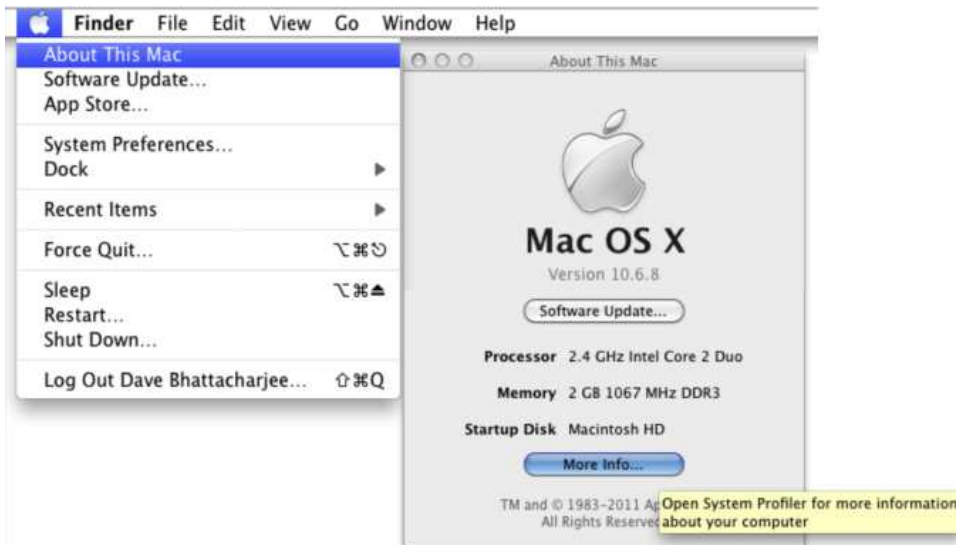 Finder File Edit View Go Window Help
About This Mac
Software Update...
App Store...
System Preferences...
Dock
Recent Items
Force Quit... ⌥⌘⎋
Sleep ⌥⌘⏏
Restart...
Shut Down...
Log Out Dave Bhattacharjee... ⇧⌘Q
About This Mac
Mac OS X
Version 10.6.8
Software Update...
Processor 2.4 GHz Intel Core 2 Duo
Memory 2 GB 1067 MHz DDR3
Startup Disk Macintosh HD
More Info...
TM and © 1983-2011
All Rights
Open System Profiler for more information
about your computer